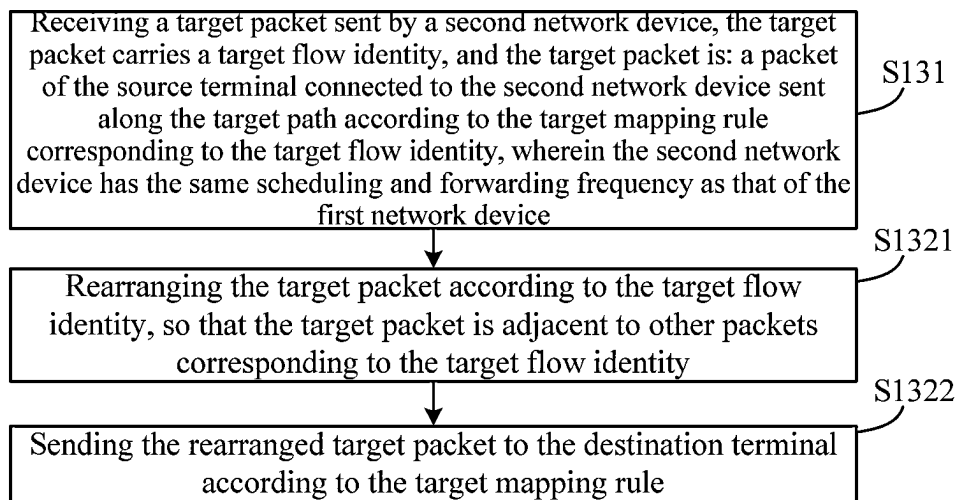 Receiving a target packet sent by a second network device, the target
packet carries a target flow identity, and the target packet is: a packet
of the source terminal connected to the second network device sent
along the target path according to the target mapping rule
corresponding to the target flow identity, wherein the second network
device has the same scheduling and forwarding frequency as that of the
first network device
S131
Rearranging the target packet according to the target flow
identity, so that the target packet is adjacent to other packets
corresponding to the target flow identity
S1321
Sending the rearranged target packet to the destination terminal
according to the target mapping rule
S1322